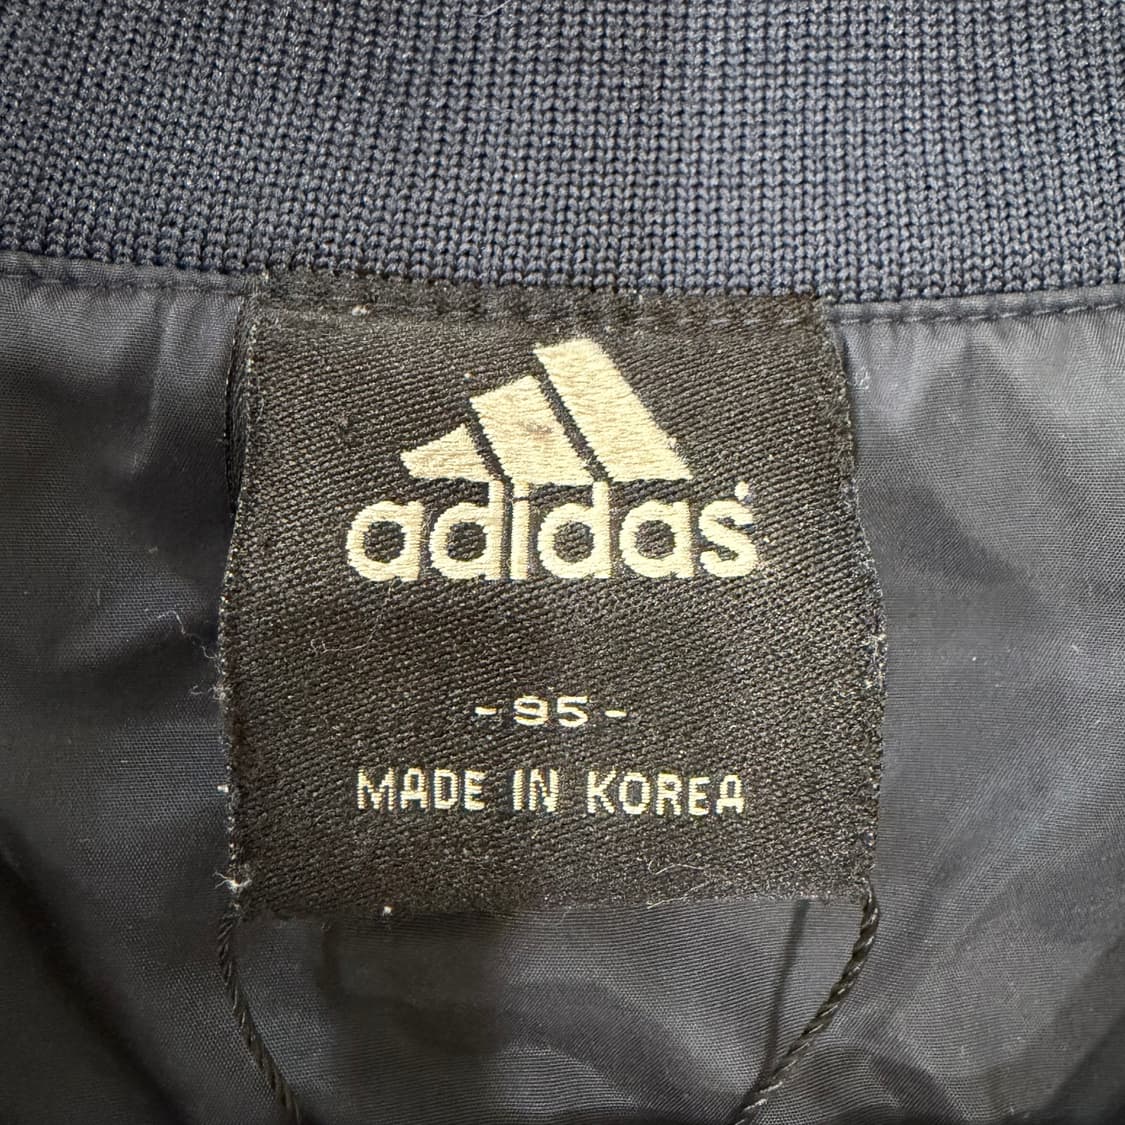 adidas
-95-
MADE IN KOREA